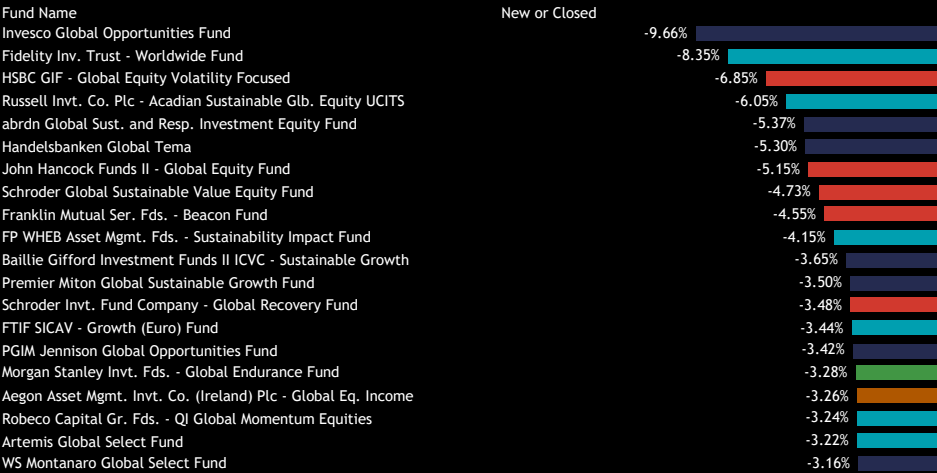 Fund Name New or Closed
Invesco Global Opportunities Fund -9.66%
Fidelity Inv. Trust - Worldwide Fund -8.35%
HSBC GIF - Global Equity Volatility Focused -6.85%
Russell Invt. Co. Plc - Acadian Sustainable Glb. Equity UCITS -6.05%
abrdn Global Sust. and Resp. Investment Equity Fund -5.37%
Handelsbanken Global Tema -5.30%
John Hancock Funds II - Global Equity Fund -5.15%
Schroder Global Sustainable Value Equity Fund -4.73%
Franklin Mutual Ser. Fds. - Beacon Fund -4.55%
FP WHEB Asset Mgmt. Fds. - Sustainability Impact Fund -4.15%
Baillie Gifford Investment Funds II ICVC - Sustainable Growth -3.65%
Premier Miton Global Sustainable Growth Fund -3.50%
Schroder Invt. Fund Company - Global Recovery Fund -3.48%
FTIF SICAV - Growth (Euro) Fund -3.44%
PGIM Jennison Global Opportunities Fund -3.42%
Morgan Stanley Invt. Fds. - Global Endurance Fund -3.28%
Aegon Asset Mgmt. Invt. Co. (Ireland) Plc - Global Eq. Income -3.26%
Robeco Capital Gr. Fds. - QI Global Momentum Equities -3.24%
Artemis Global Select Fund -3.22%
WS Montanaro Global Select Fund -3.16%